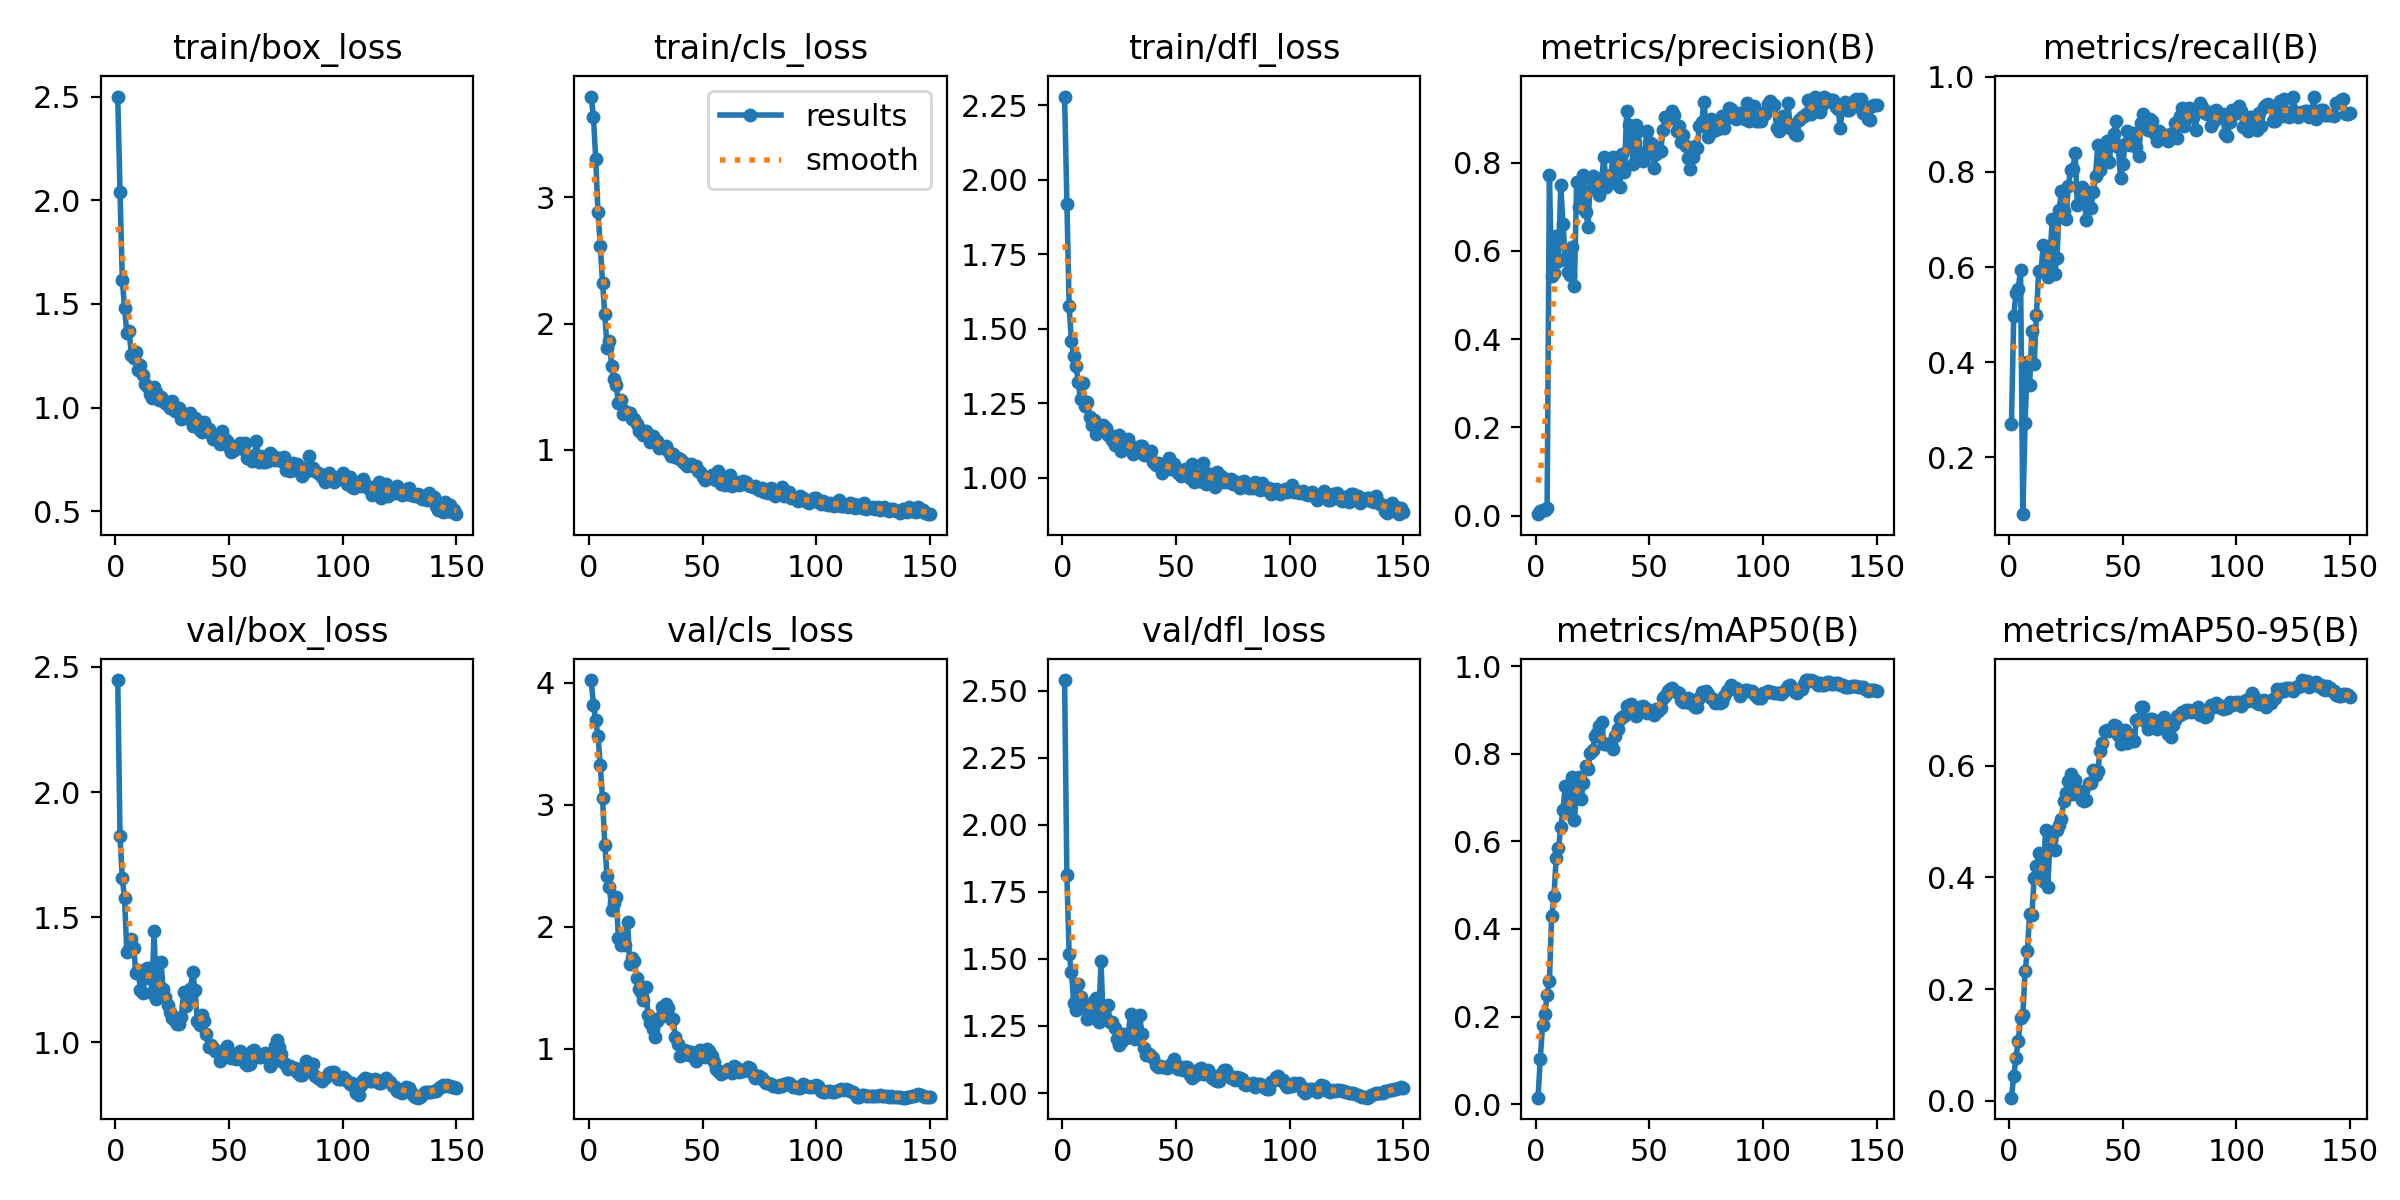 train/box_loss
2.5
2.0
1.5
1.0
0.5
0 50 100 150
train/cls_loss
results
smooth
3
2
1
0 50 100 150
train/dfl_loss
2.25
2.00
1.75
1.50
1.25
1.00
0 50 100 150
metrics/precision(B)
0.8
0.6
0.4
0.2
0.0
0 50 100 150
metrics/recall(B)
1.0
0.8
0.6
0.4
0.2
0 50 100 150
val/box_loss
2.5
2.0
1.5
1.0
0 50 100 150
val/cls_loss
4
3
2
1
0 50 100 150
val/dfl_loss
2.50
2.25
2.00
1.75
1.50
1.25
1.00
0 50 100 150
metrics/mAP50(B)
1.0
0.8
0.6
0.4
0.2
0.0
0 50 100 150
metrics/mAP50-95(B)
0.6
0.4
0.2
0.0
0 50 100 150